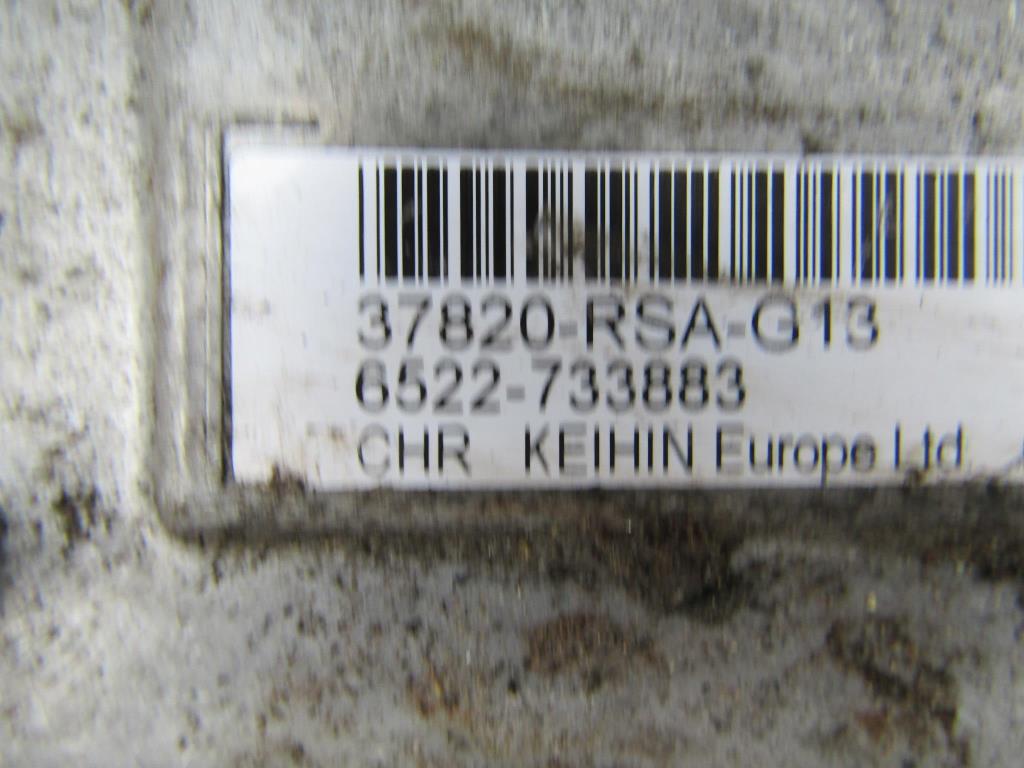 37820-RSA-G13
6522-733883
CHR KEIHIN Europe Ltd